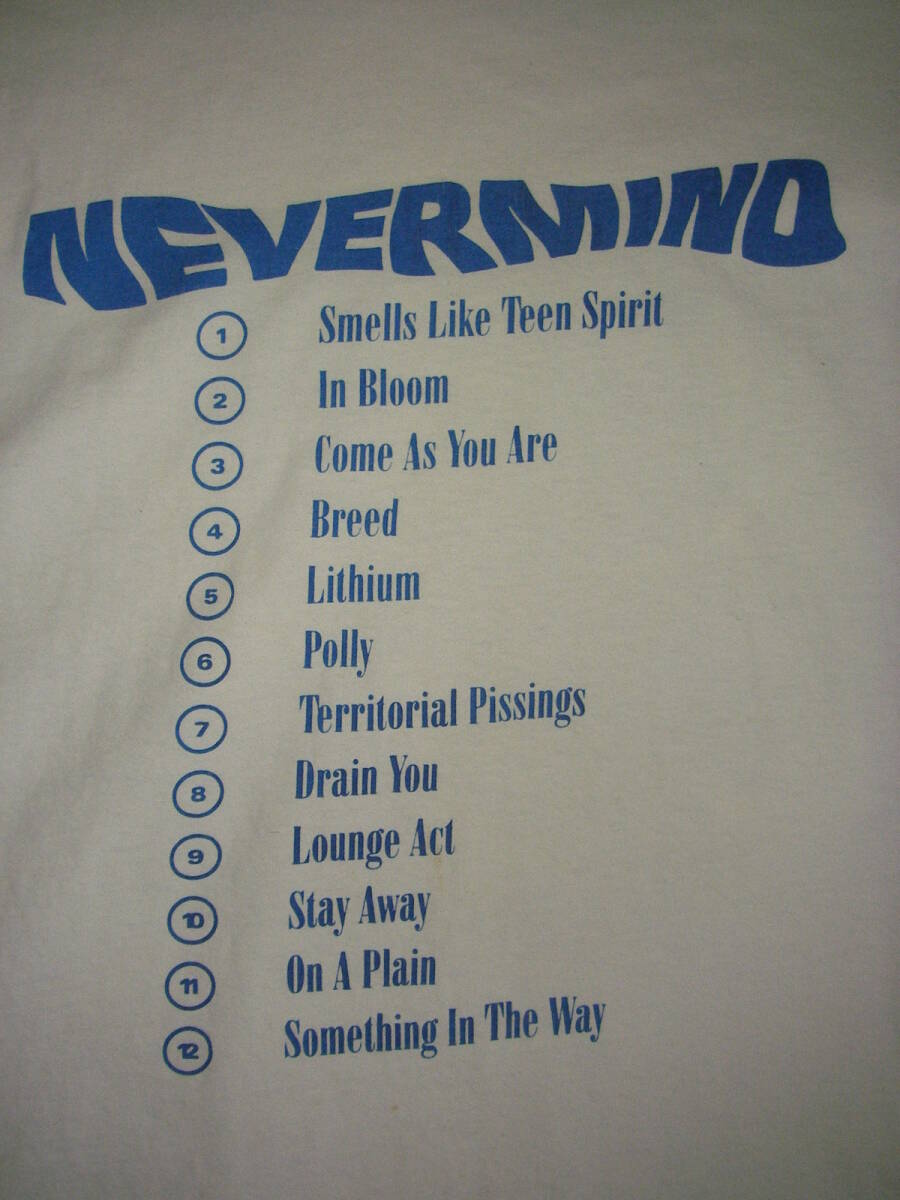 NEVERMIND
1 Smells Like Teen Spirit
2 In Bloom
3 Come As You Are
4 Breed
5 Lithium
6 Polly
7 Territorial Pissings
8 Drain You
9 Lounge Act
10 Stay Away
11 On A Plain
12 Something In The Way